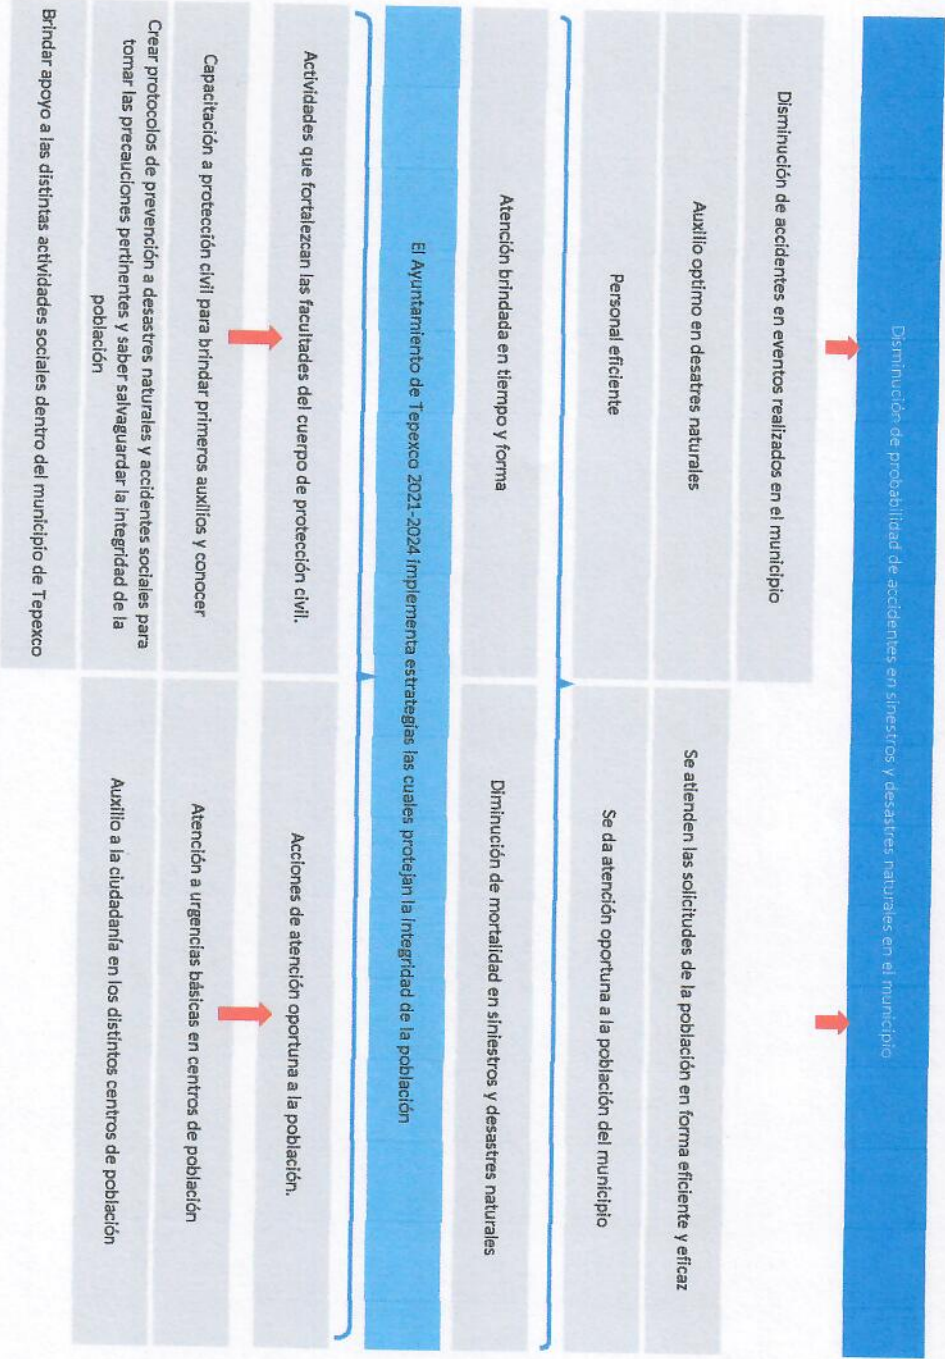 Disminución de probabilidad de accidentes en sinestros y desastres naturales en el municipio
Disminución de accidentes en eventos realizados en el municipio
Auxilio optimo en desatres naturales
Se atienden las solicitudes de la población en forma eficiente y eficaz
Personal eficiente
Se da atención oportuna a la población del municipio
Atención brindada en tiempo y forma
Diminución de mortalidad en siniestros y desastres naturales
El Ayuntamiento de Tepexco 2021-2024 implementa estrategias las cuales protejan la integridad de la población
Actividades que fortalezcan las facultades del cuerpo de protección civil.
Acciones de atención oportuna a la población.
Capacitación a protección civil para brindar primeros auxilios y conocer
Atención a urgencias básicas en centros de población
Crear protocolos de prevención a desastres naturales y accidentes sociales para
tomar las precauciones pertinentes y saber salvaguardar la integridad de la
población
Auxilio a la ciudadanía en los distintos centros de población
Brindar apoyo a las distintas actividades sociales dentro del municipio de Tepexco